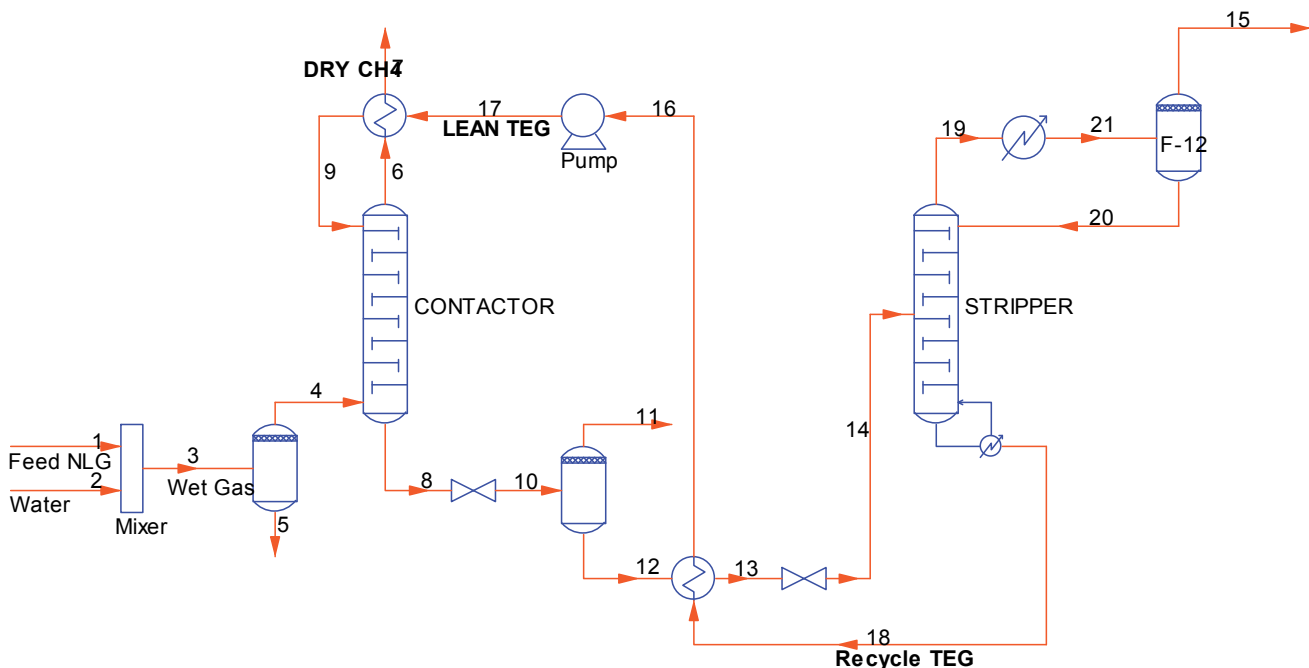 15
DRY CH4
7
17
16
LEAN TEG
Pump
19
21
F-12
9
6
20
CONTACTOR
STRIPPER
4
11
14
1
Feed NLG
3
2
Wet Gas
Water
Mixer
5
8
10
12
13
18
Recycle TEG